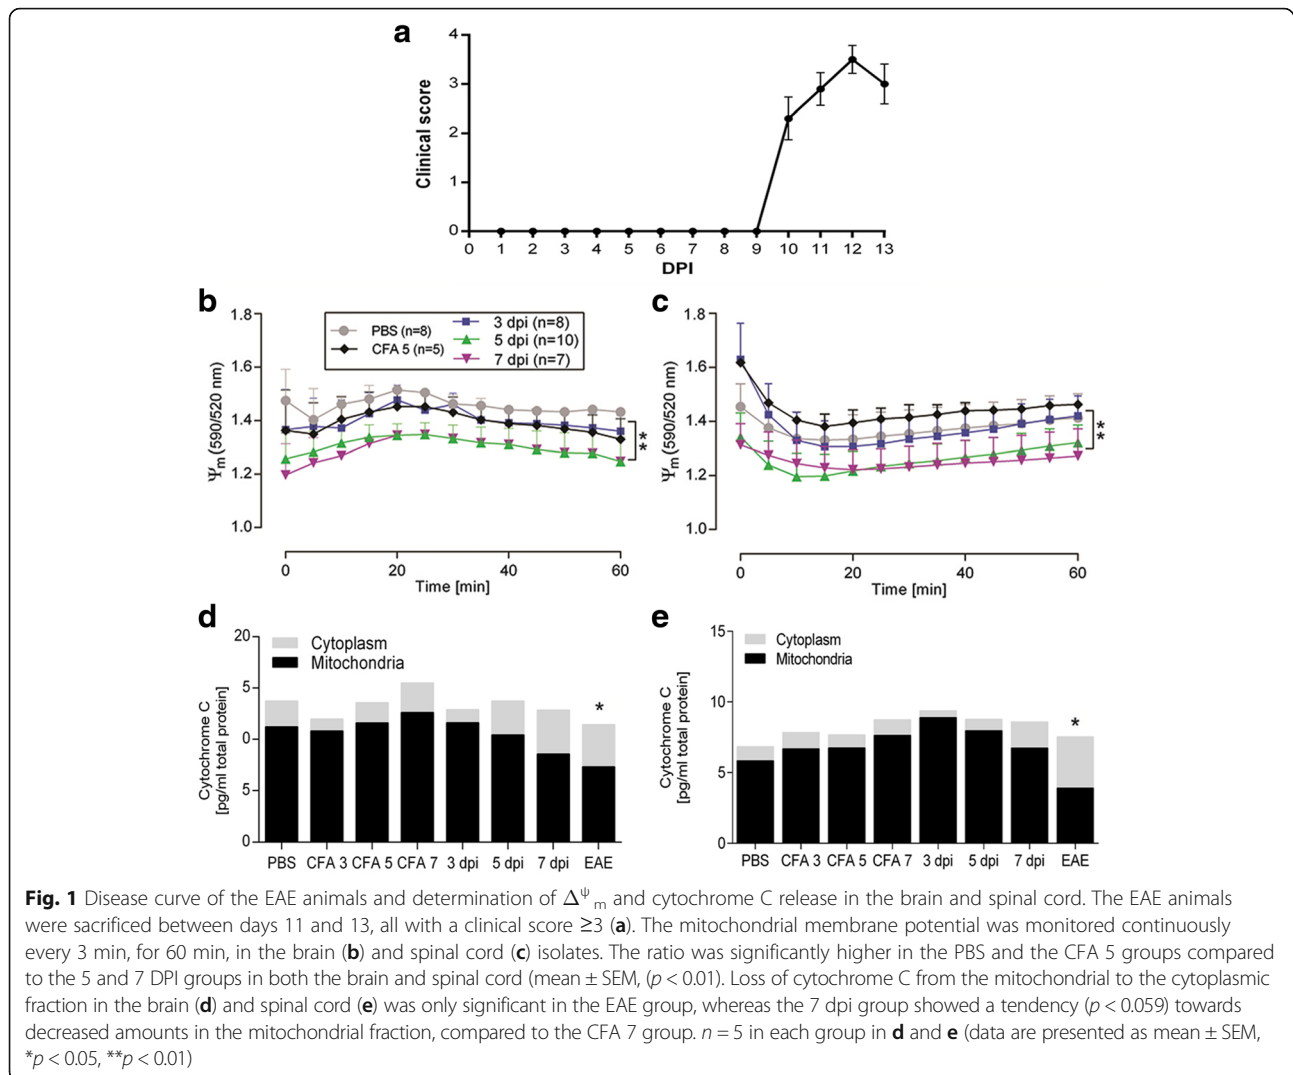 a
4
3
2
1
0
Clinical score
0 1 2 3 4 5 6 7 8 9 10 11 12 13
DPI
b
1.8
1.6
1.4
1.2
1.0
Ψm (590/520 nm)
PBS (n=8)
CFA 5 (n=5)
3 dpi (n=8)
5 dpi (n=10)
7 dpi (n=7)
**
0 20 40 60
Time [min]
c
1.8
1.6
1.4
1.2
1.0
Ψm (590/520 nm)
**
0 20 40 60
Time [min]
d
20
5
0
5
0
Cytochrome C
[pg/ml total protein]
Cytoplasm
Mitochondria
*
PBS CFA 3 CFA 5 CFA 7 3 dpi 5 dpi 7 dpi EAE
e
15
10
5
0
Cytochrome C
[pg/ml total protein]
Cytoplasm
Mitochondria
*
PBS CFA 3 CFA 5 CFA 7 3 dpi 5 dpi 7 dpi EAE
Fig. 1 Disease curve of the EAE animals and determination of Δψm and cytochrome C release in the brain and spinal cord. The EAE animals
were sacrificed between days 11 and 13, all with a clinical score ≥3 (a). The mitochondrial membrane potential was monitored continuously
every 3 min, for 60 min, in the brain (b) and spinal cord (c) isolates. The ratio was significantly higher in the PBS and the CFA 5 groups compared
to the 5 and 7 DPI groups in both the brain and spinal cord (mean ± SEM, (p < 0.01). Loss of cytochrome C from the mitochondrial to the cytoplasmic
fraction in the brain (d) and spinal cord (e) was only significant in the EAE group, whereas the 7 dpi group showed a tendency (p < 0.059) towards
decreased amounts in the mitochondrial fraction, compared to the CFA 7 group. n = 5 in each group in d and e (data are presented as mean ± SEM,
*p < 0.05, **p < 0.01)